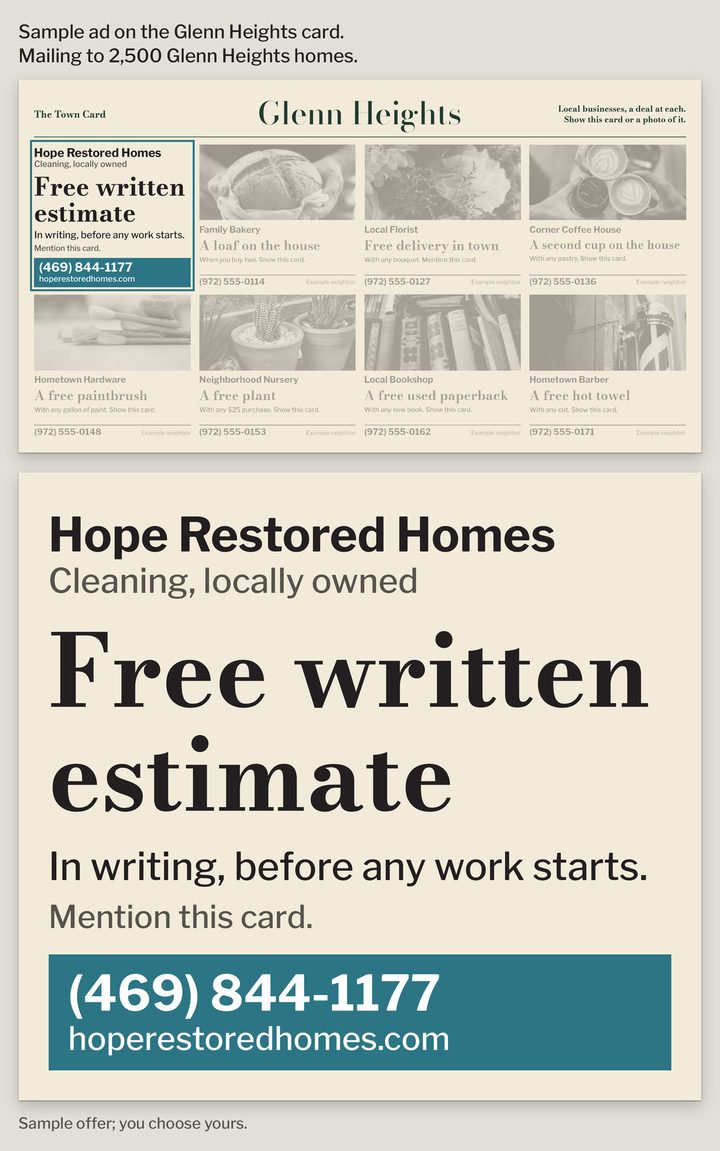 Sample ad on the Glenn Heights card.
Mailing to 2,500 Glenn Heights homes.
The Town Card
Glenn Heights
Local businesses, a deal at each.
Show this card or a photo of it.
Hope Restored Homes
Cleaning, locally owned
Free written
estimate
In writing, before any work starts.
Mention this card.
(469) 844-1177
hoperestoredhomes.com
Family Bakery
A loaf on the house
When you buy two. Show this card.
(972) 555-0114
Example neighbor
Local Florist
Free delivery in town
With any bouquet. Mention this card.
(972) 555-0127
Example neighbor
Corner Coffee House
A second cup on the house
With any pastry. Show this card.
(972) 555-0136
Example neighbor
Hometown Hardware
A free paintbrush
With any gallon of paint. Show this card.
(972) 555-0148
Example neighbor
Neighborhood Nursery
A free plant
With any $25 purchase. Show this card.
(972) 555-0153
Example neighbor
Local Bookshop
A free used paperback
With any new book. Show this card.
(972) 555-0162
Example neighbor
Hometown Barber
A free hot towel
With any cut. Show this card.
(972) 555-0171
Example neighbor
Hope Restored Homes
Cleaning, locally owned
Free written
estimate
In writing, before any work starts.
Mention this card.
(469) 844-1177
hoperestoredhomes.com
Sample offer; you choose yours.